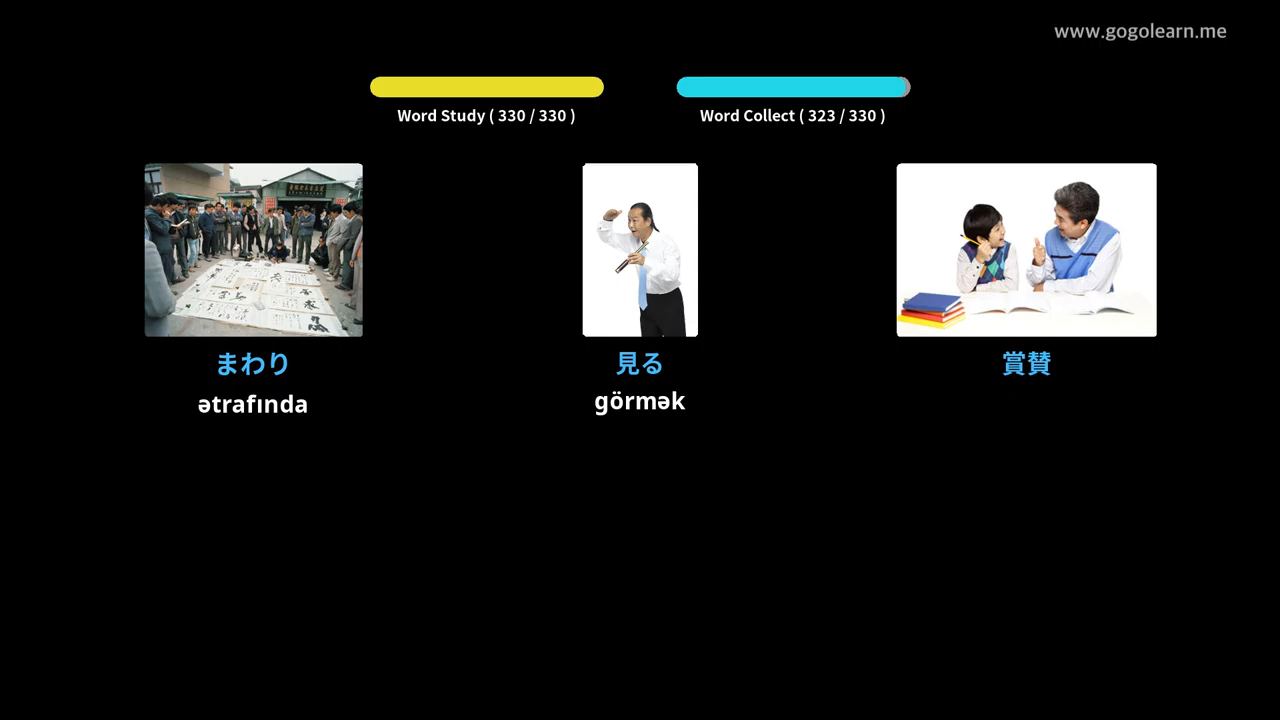 www.gogolearn.me
Word Study ( 330 / 330 )
Word Collect ( 323 / 330 )
まわり
見る
賞賛
ətrafında
görmək